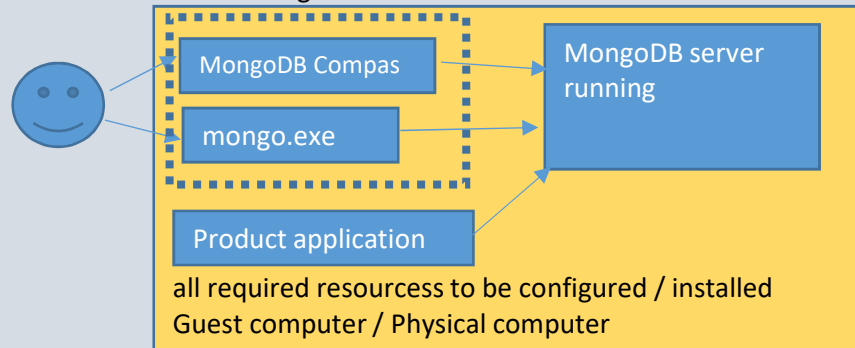 MongoDB Compas
mongo.exe
MongoDB server
running
Product application
all required resourcess to be configured / installed
Guest computer / Physical computer